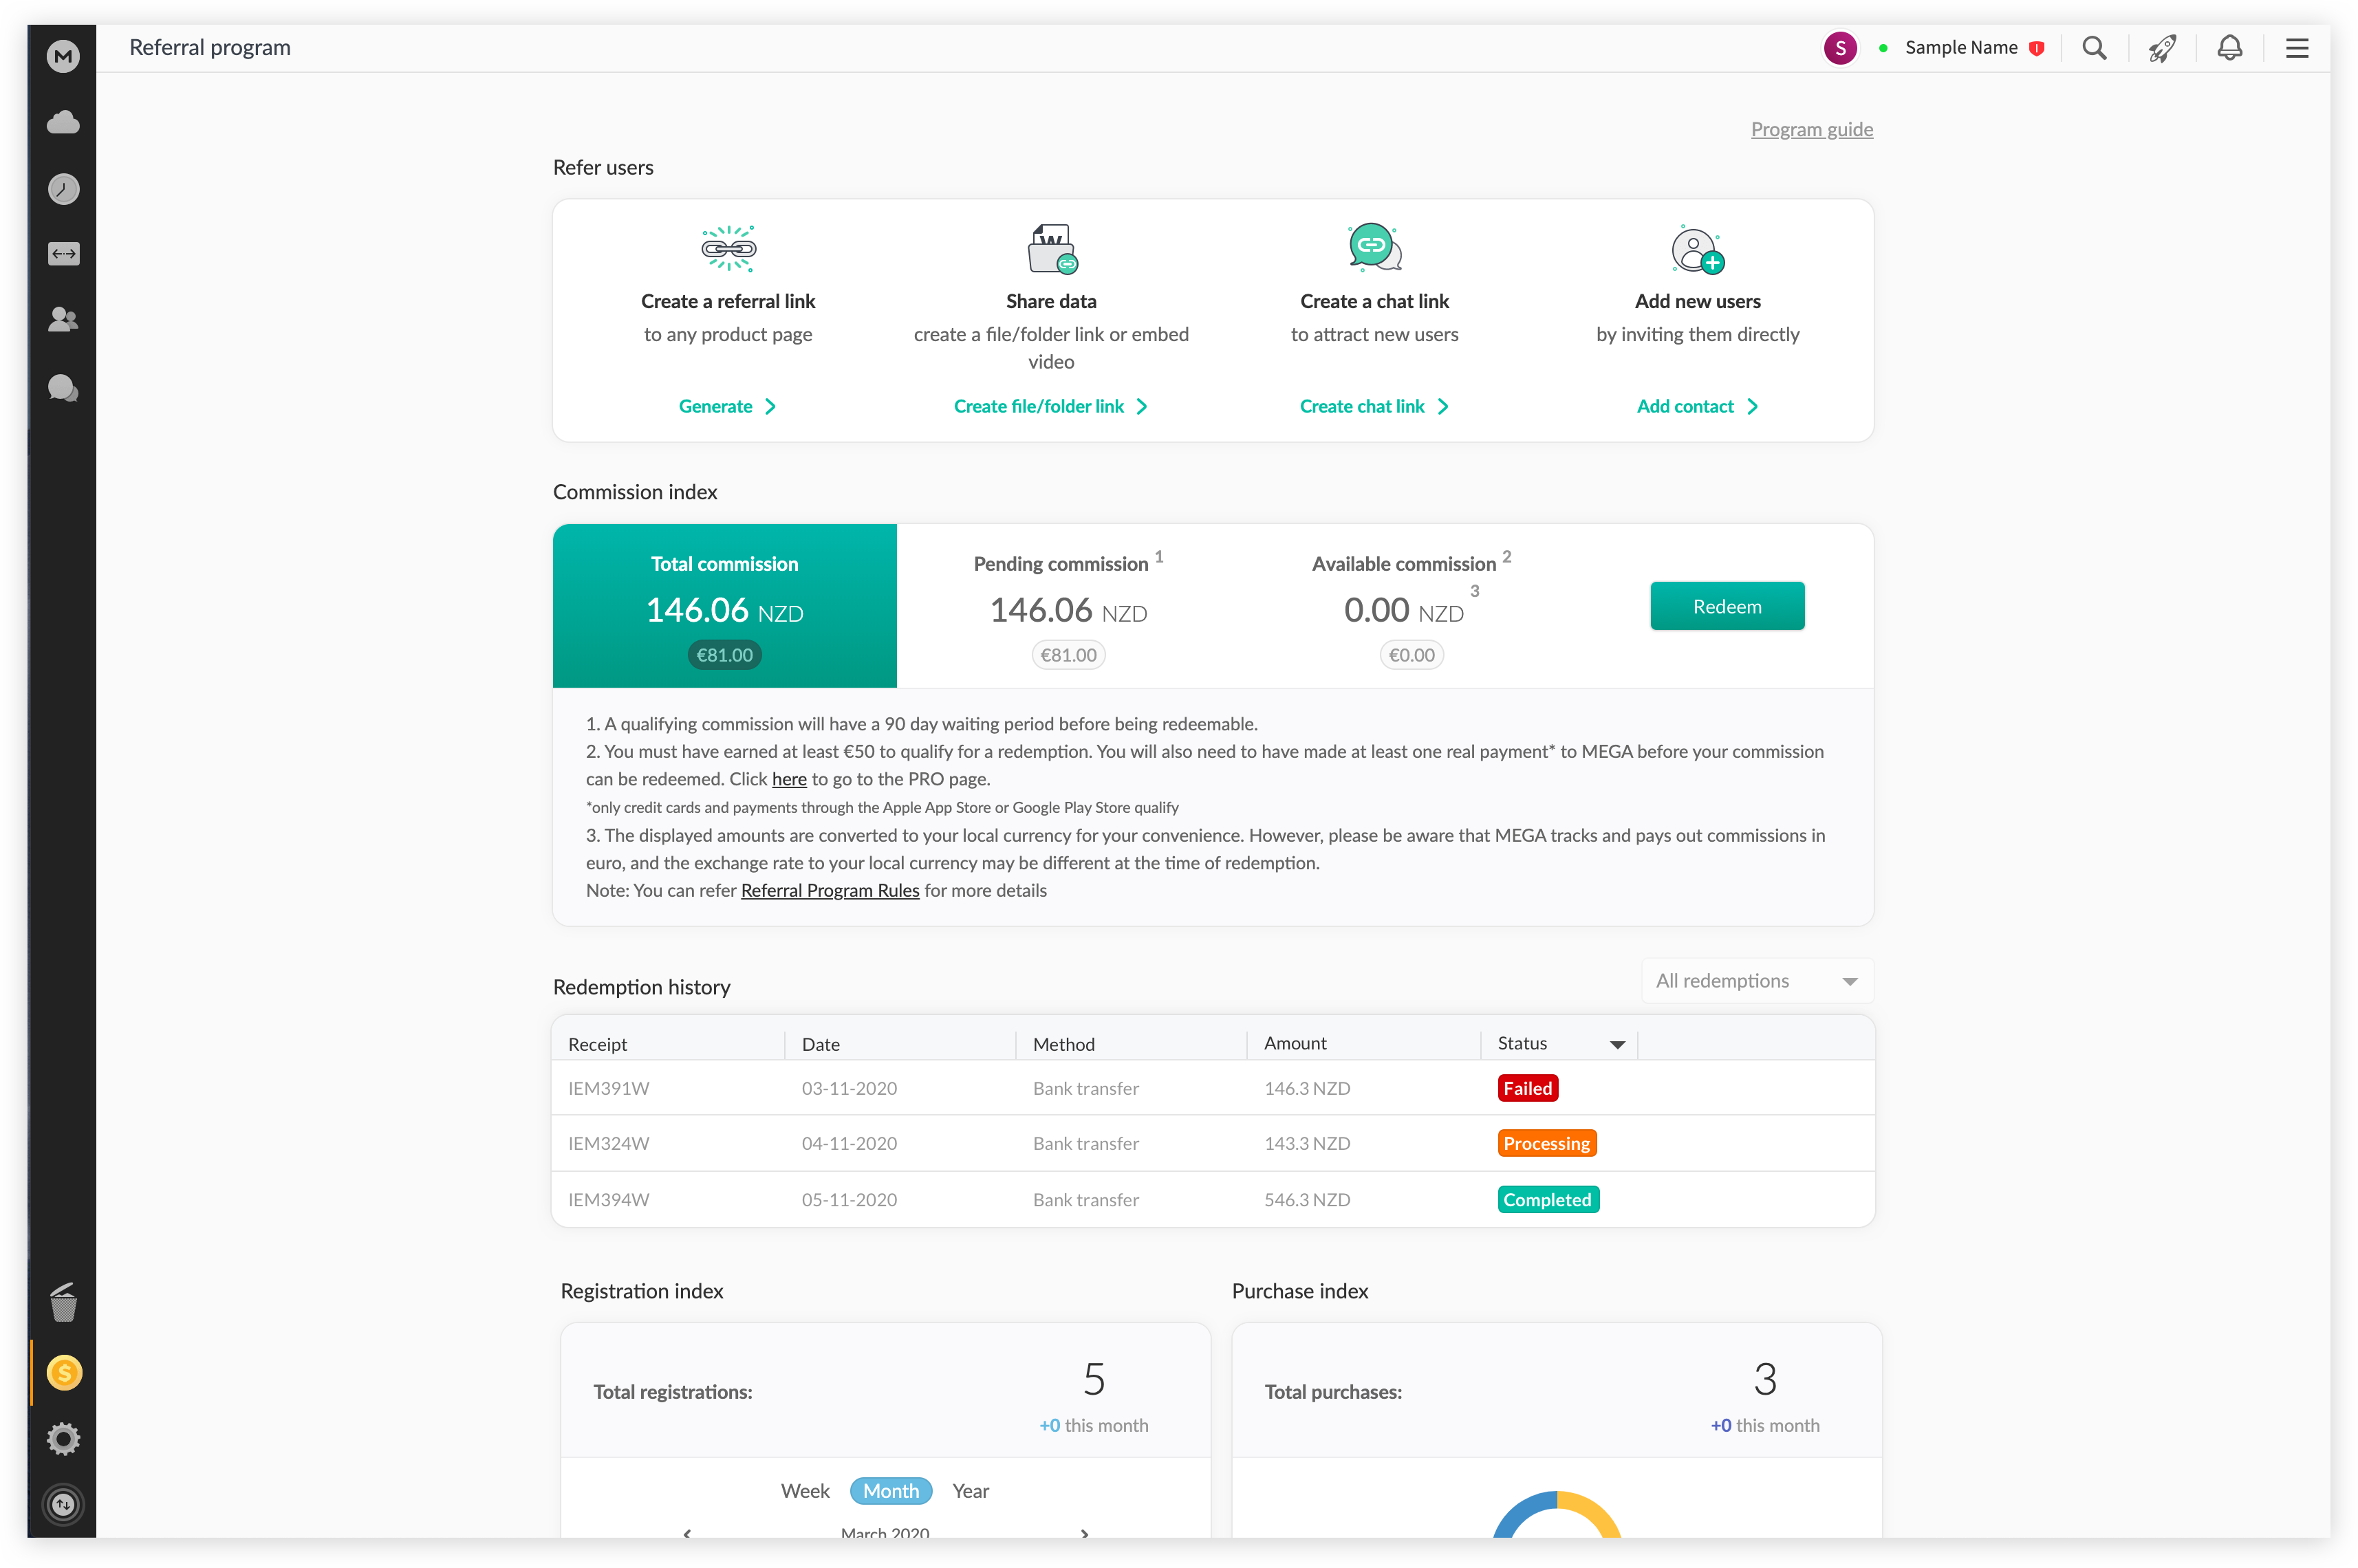 Referral program
S
Sample Name
Program guide
Refer users
W
Create a referral link
to any product page
Generate
Share data
create a file/folder link or embed
video
Create file/folder link
Create a chat link
to attract new users
Create chat link
Add new users
by inviting them directly
Add contact
Commission index
Total commission
146.06 NZD
€81.00
Pending commission 1
146.06 NZD
€81.00
Available commission 2
0.00 NZD 3
€0.00
Redeem
1. A qualifying commission will have a 90 day waiting period before being redeemable.
2. You must have earned at least €50 to qualify for a redemption. You will also need to have made at least one real payment* to MEGA before your commission
can be redeemed. Click here to go to the PRO page.
*only credit cards and payments through the Apple App Store or Google Play Store qualify
3. The displayed amounts are converted to your local currency for your convenience. However, please be aware that MEGA tracks and pays out commissions in
euro, and the exchange rate to your local currency may be different at the time of redemption.
Note: You can refer Referral Program Rules for more details
Redemption history
All redemptions
Receipt Date Method Amount Status
IEM391W 03-11-2020 Bank transfer 146.3 NZD Failed
IEM324W 04-11-2020 Bank transfer 143.3 NZD Processing
IEM394W 05-11-2020 Bank transfer 546.3 NZD Completed
Registration index
Total registrations:
5
+0 this month
Week Month Year
March 2020
Purchase index
Total purchases:
3
+0 this month
M
$